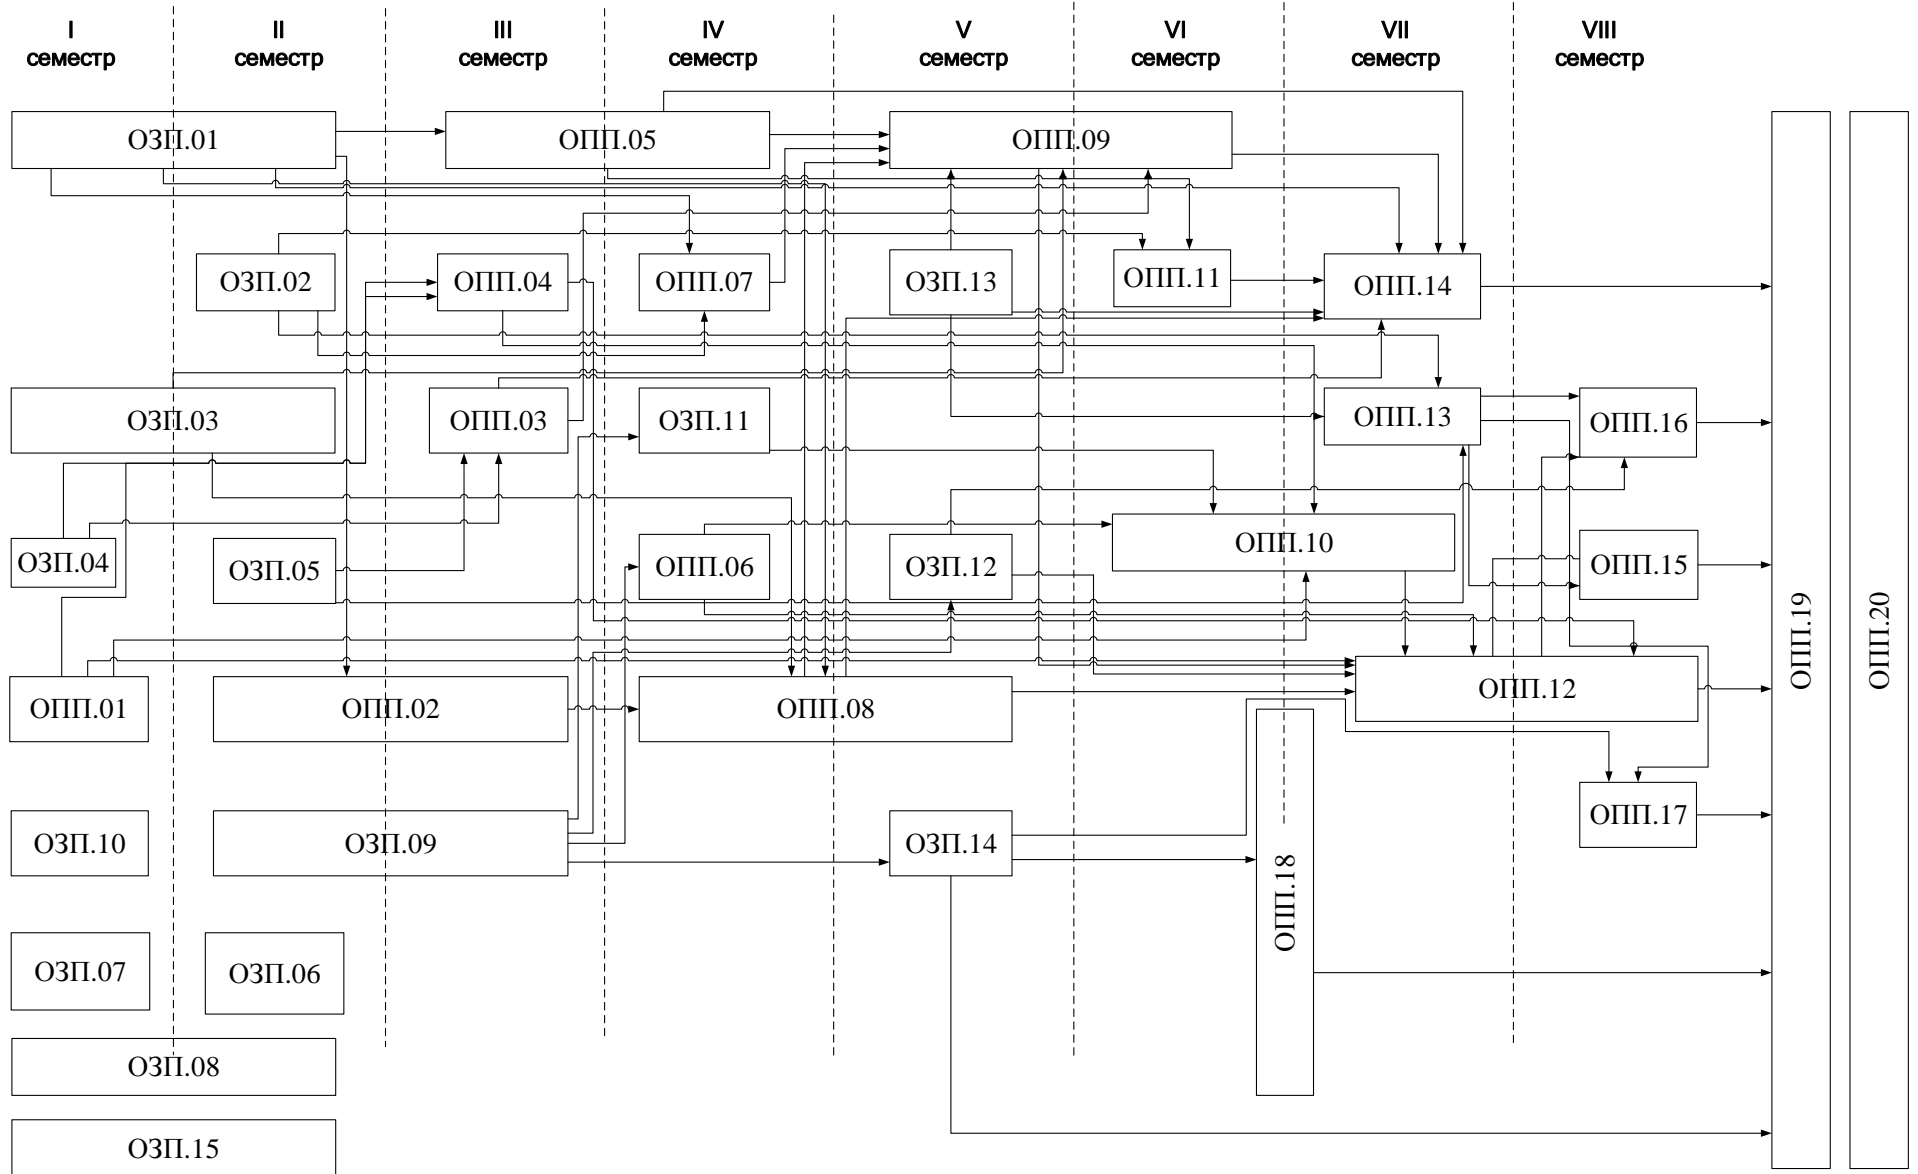 I
семестр
II
семестр
III
семестр
IV
семестр
V
семестр
VI
семестр
VII
семестр
VIII
семестр
ОЗП.01
ОПП.05
ОПП.09
ОЗП.02
ОПП.04
ОПП.07
ОЗП.13
ОПП.11
ОПП.14
ОЗП.03
ОПП.03
ОЗП.11
ОПП.13
ОПП.16
ОЗП.04
ОЗП.05
ОПП.06
ОЗП.12
ОПП.10
ОПП.15
ОПП.01
ОПП.02
ОПП.08
ОПП.12
ОПП.17
ОЗП.10
ОЗП.09
ОЗП.14
ОПП.18
ОПП.19
ОПП.20
ОЗП.07
ОЗП.06
ОЗП.08
ОЗП.15